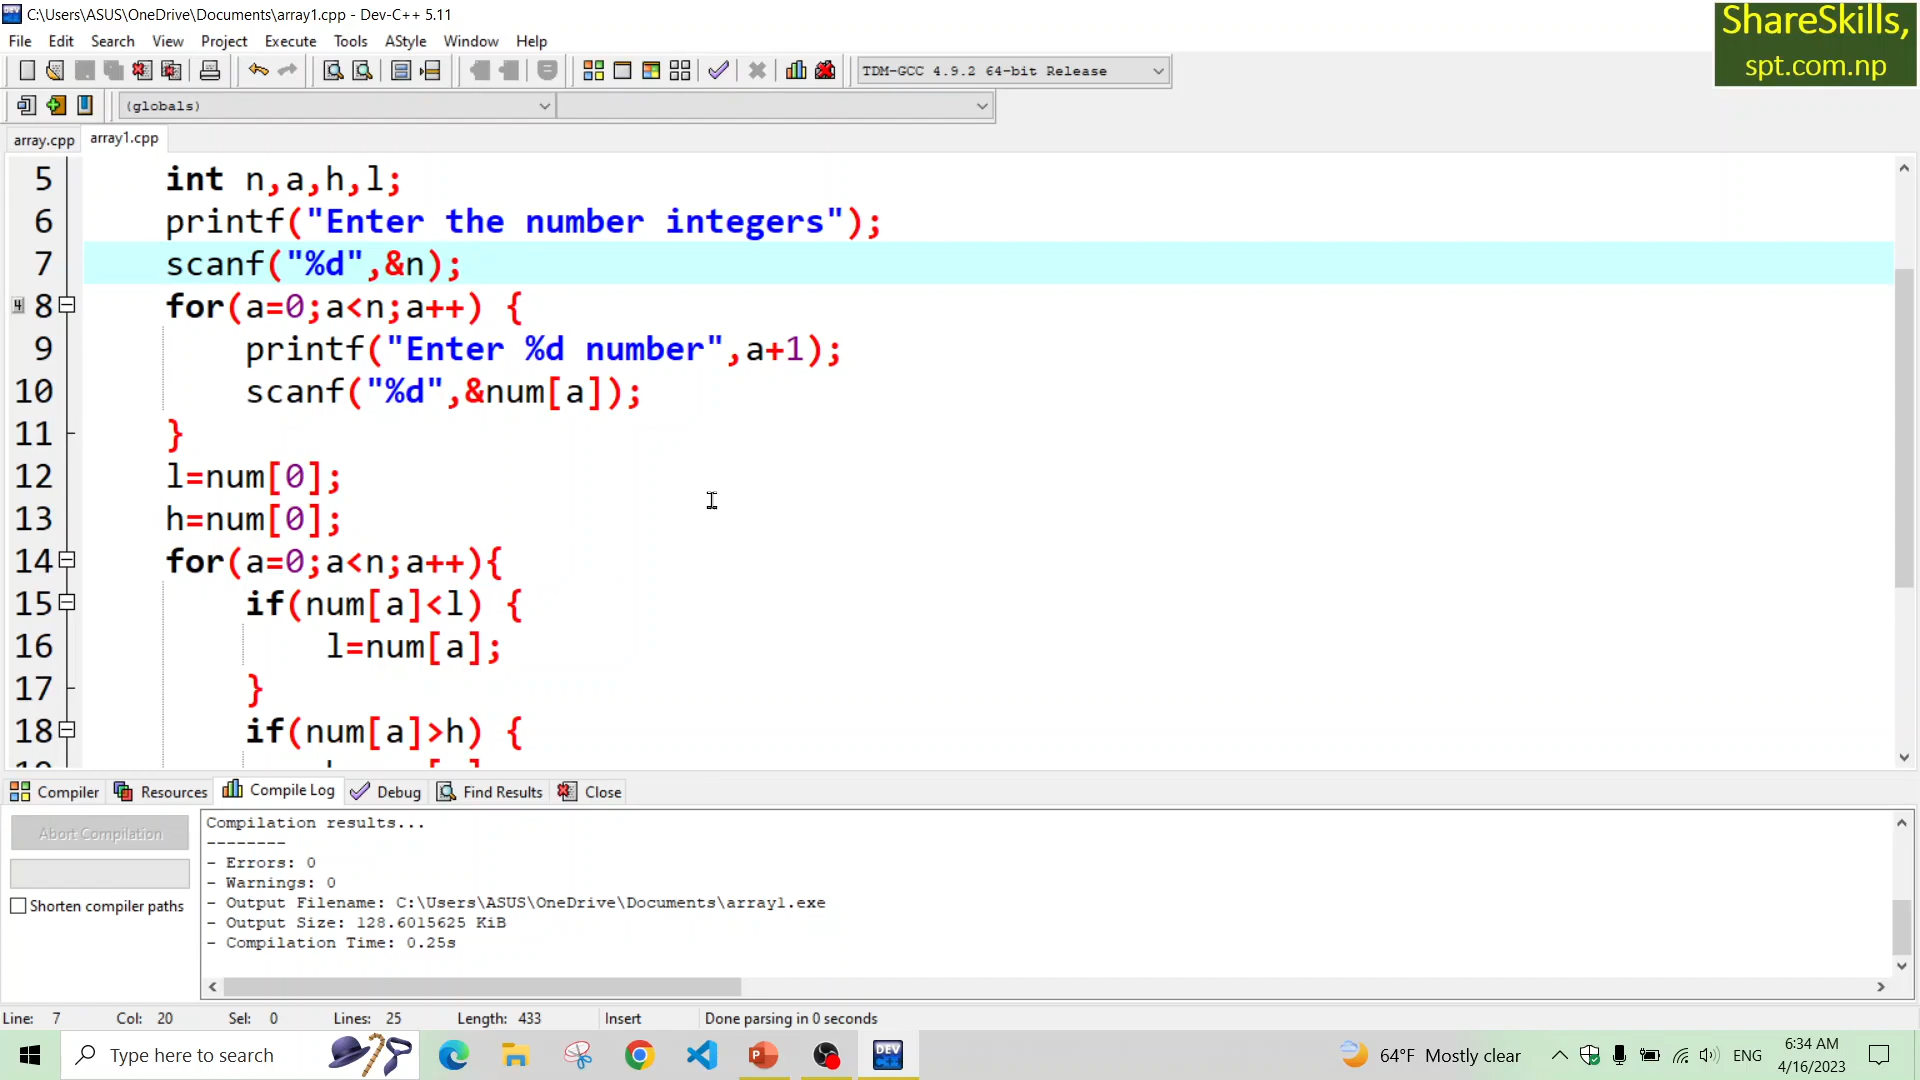 C:\Users\ASUS\OneDrive\Documents\array1.cpp - Dev-C++ 5.11
ShareSkills,
spt.com.np
File Edit Search View Project Execute Tools AStyle Window Help
TDM-GCC 4.9.2 64-bit Release
(globals)
array.cpp array1.cpp
5 int n,a,h,l;
6 printf("Enter the number integers");
7 scanf("%d",&n);
8 for(a=0;a<n;a++) {
9 printf("Enter %d number",a+1);
10 scanf("%d",&num[a]);
11 }
12 l=num[0];
13 h=num[0];
14 for(a=0;a<n;a++){
15 if(num[a]<l) {
16 l=num[a];
17 }
18 if(num[a]>h) {
Compiler Resources Compile Log Debug Find Results Close
Abort Compilation
Shorten compiler paths
Compilation results...
--------
- Errors: 0
- Warnings: 0
- Output Filename: C:\Users\ASUS\OneDrive\Documents\array1.exe
- Output Size: 128.6015625 KiB
- Compilation Time: 0.25s
Line: 7 Col: 20 Sel: 0 Lines: 25 Length: 433 Insert Done parsing in 0 seconds
Type here to search
DEV
64°F Mostly clear
ENG
6:34 AM
4/16/2023